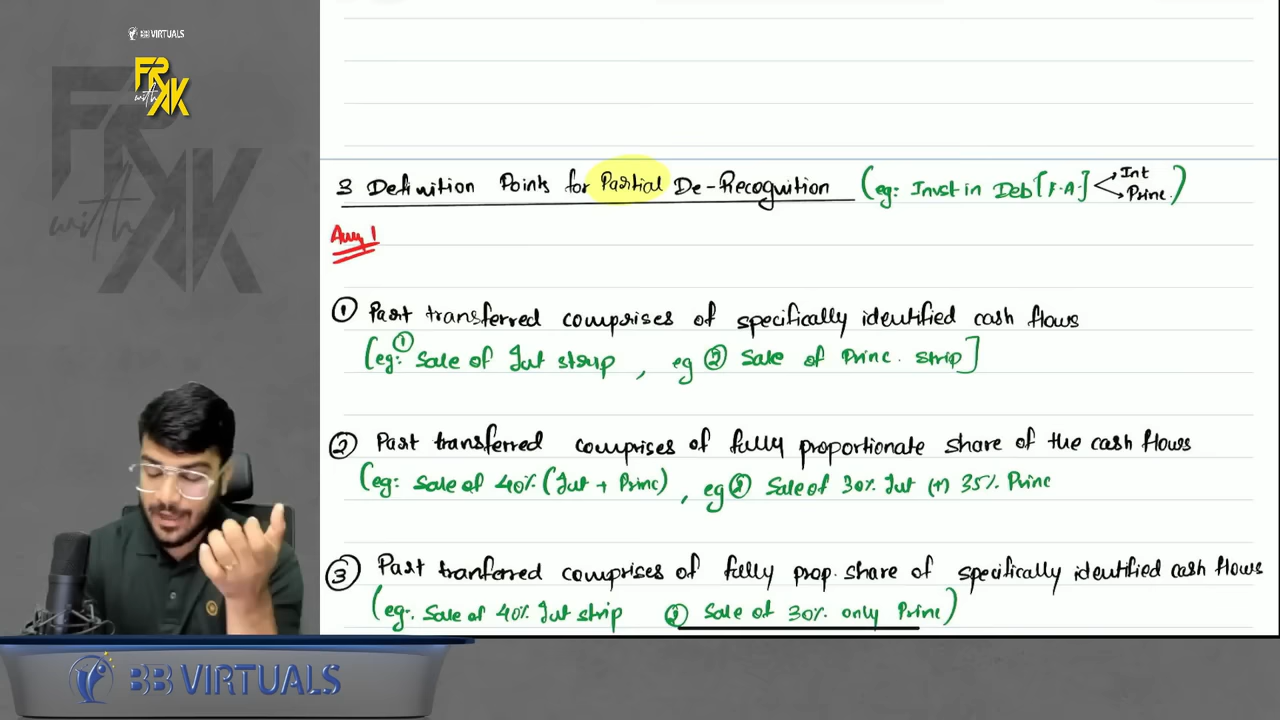 BB VIRTUALS
FR
with AK
FR
with AK
3 Definition Points for Partial De-Recognition (eg: Invst in Deb [F.A.] Int
Princ.)
Any 1
① Part transferred comprises of specifically identified cash flows
(eg: ① Sale of Int strip , eg ② Sale of Princ. strip]
② Part transferred comprises of fully proportionate share of the cash flows
(eg: Sale of 40% (Int + Princ) , eg ② Sale of 30% Int (+) 35% Princ
③ Part tranferred comprises of fully prop. share of specifically identified cash flows
(eg:. Sale of 40% Int strip ② Sale of 30% only Princ)
BB VIRTUALS